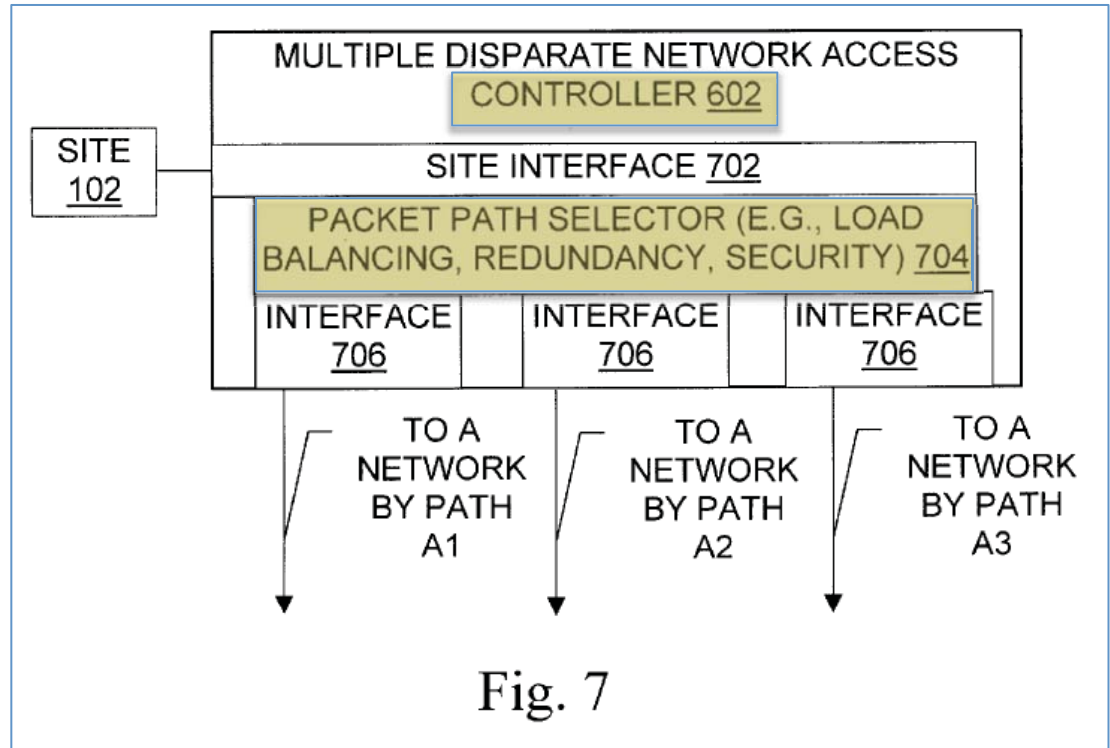 MULTIPLE DISPARATE NETWORK ACCESS
CONTROLLER 602
SITE
102
SITE INTERFACE 702
PACKET PATH SELECTOR (E.G., LOAD
BALANCING, REDUNDANCY, SECURITY) 704
INTERFACE
706
INTERFACE
706
INTERFACE
706
TO A
NETWORK
BY PATH
A1
TO A
NETWORK
BY PATH
A2
TO A
NETWORK
BY PATH
A3
Fig. 7